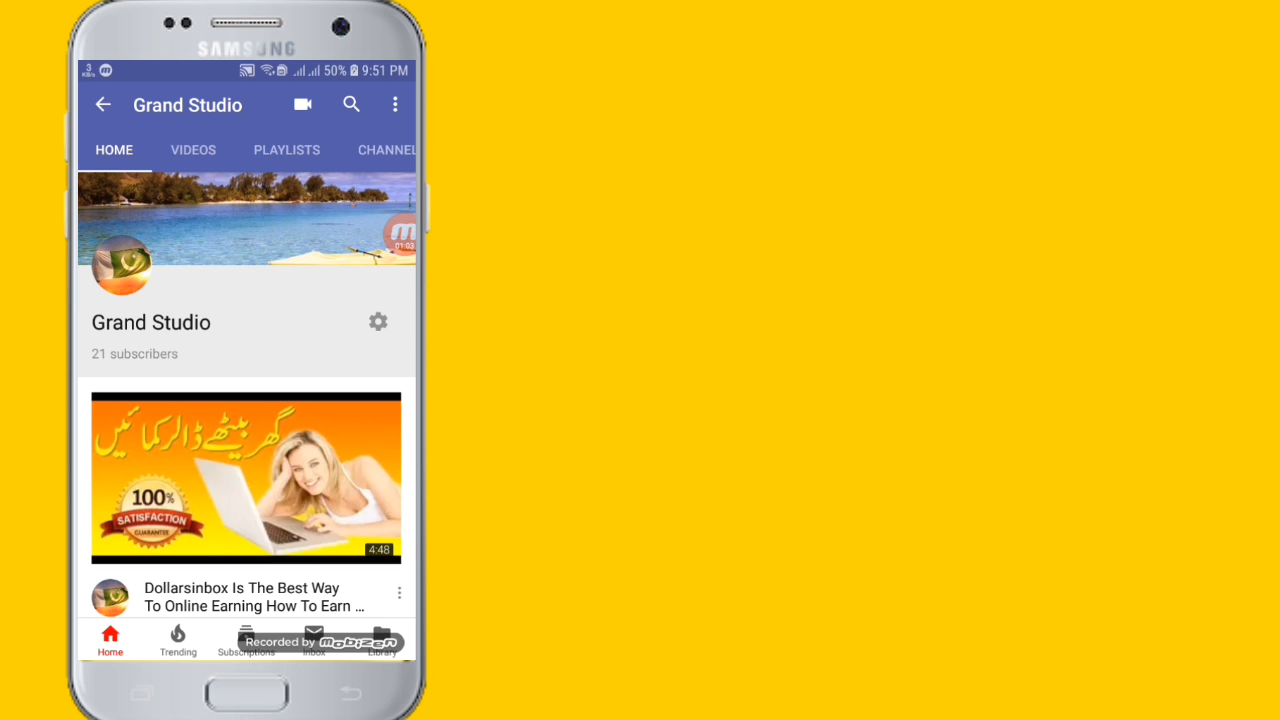 SAMSUNG
3
KB/s
50% 9:51 PM
Grand Studio
HOME VIDEOS PLAYLISTS CHANNEL
01:03
Grand Studio
21 subscribers
گھر بیٹھے ڈالر کمائیں
100%
SATISFACTION
GUARANTEE
4:48
Dollarsinbox Is The Best Way
To Online Earning How To Earn ...
Recorded by mobizen
Home Trending Subscriptions Inbox Library